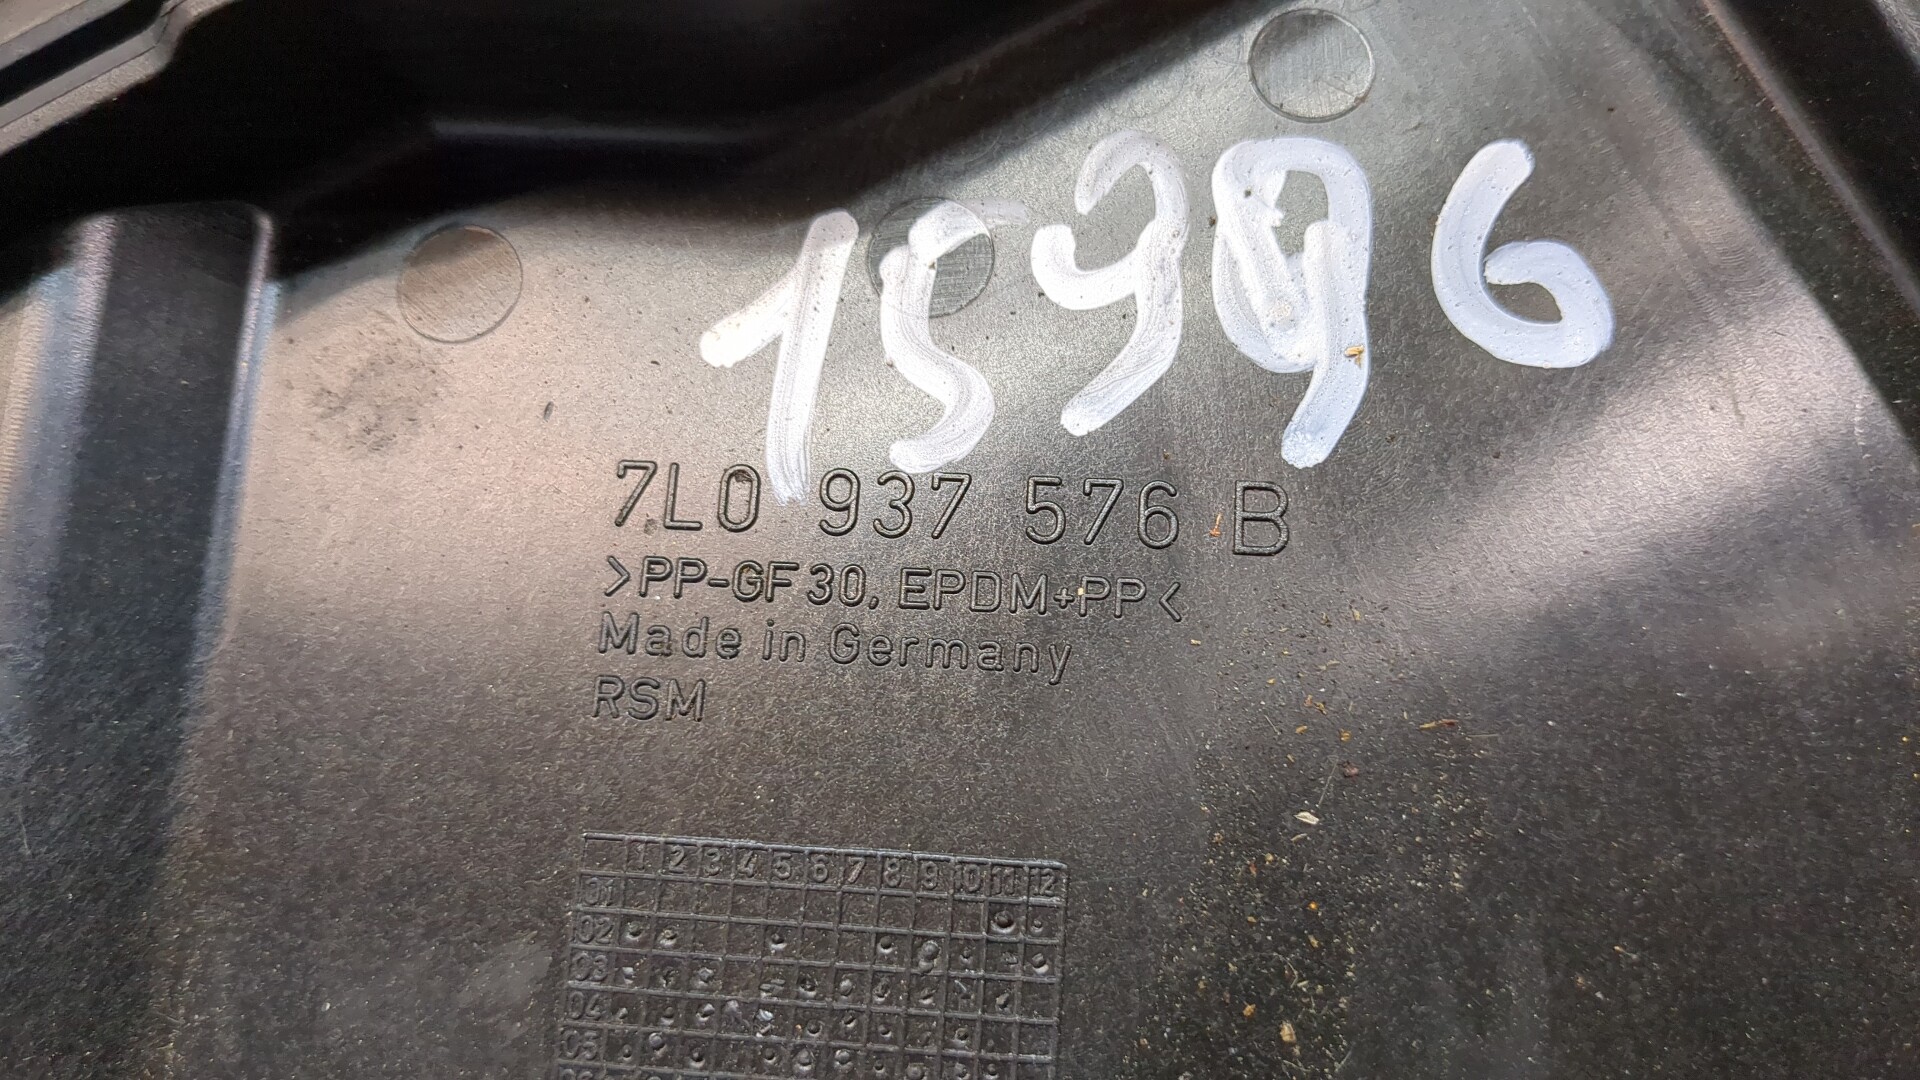 7L0 937 576 B
>PP-GF30, EPDM+PP<
Made in Germany
RSM
1 2 3 4 5 6 7 8 9 10 11 12
01
02
03
04
05